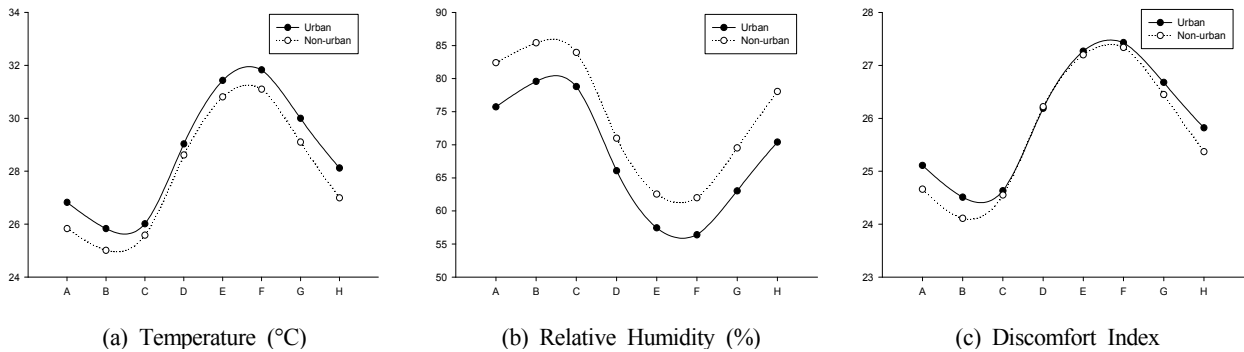 34
32
30
28
26
24
A B C D E F G H
Urban
Non-urban
(a) Temperature (°C)
90
85
80
75
70
65
60
55
50
A B C D E F G H
Urban
Non-urban
(b) Relative Humidity (%)
28
27
26
25
24
23
A B C D E F G H
Urban
Non-urban
(c) Discomfort Index